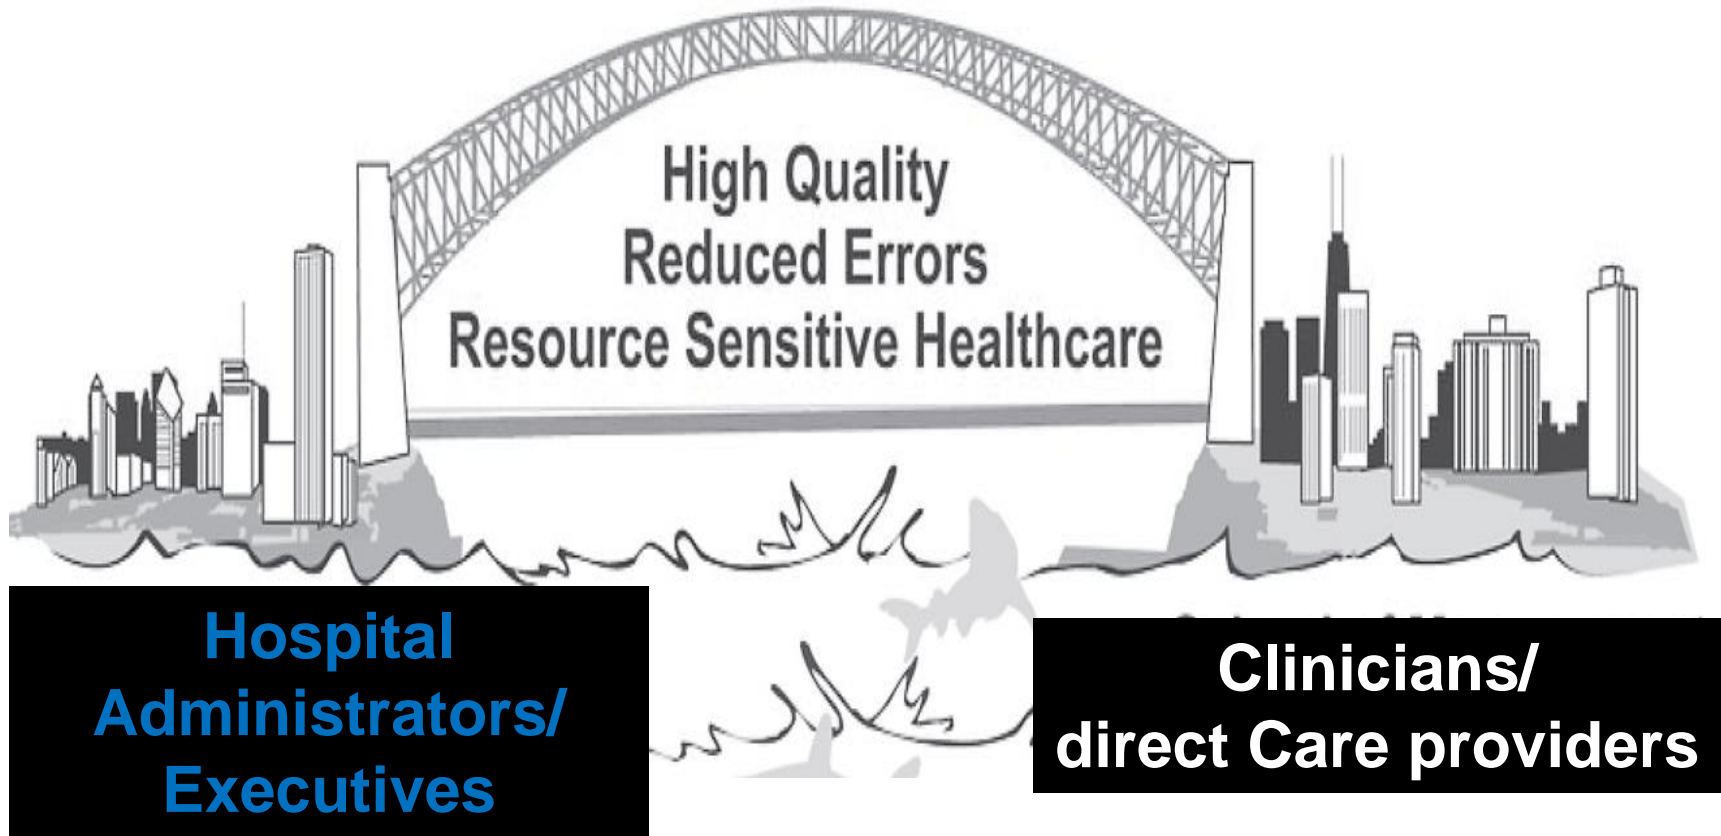 High Quality
Reduced Errors
Resource Sensitive Healthcare
Hospital
Administrators/
Executives
Clinicians/
direct Care providers